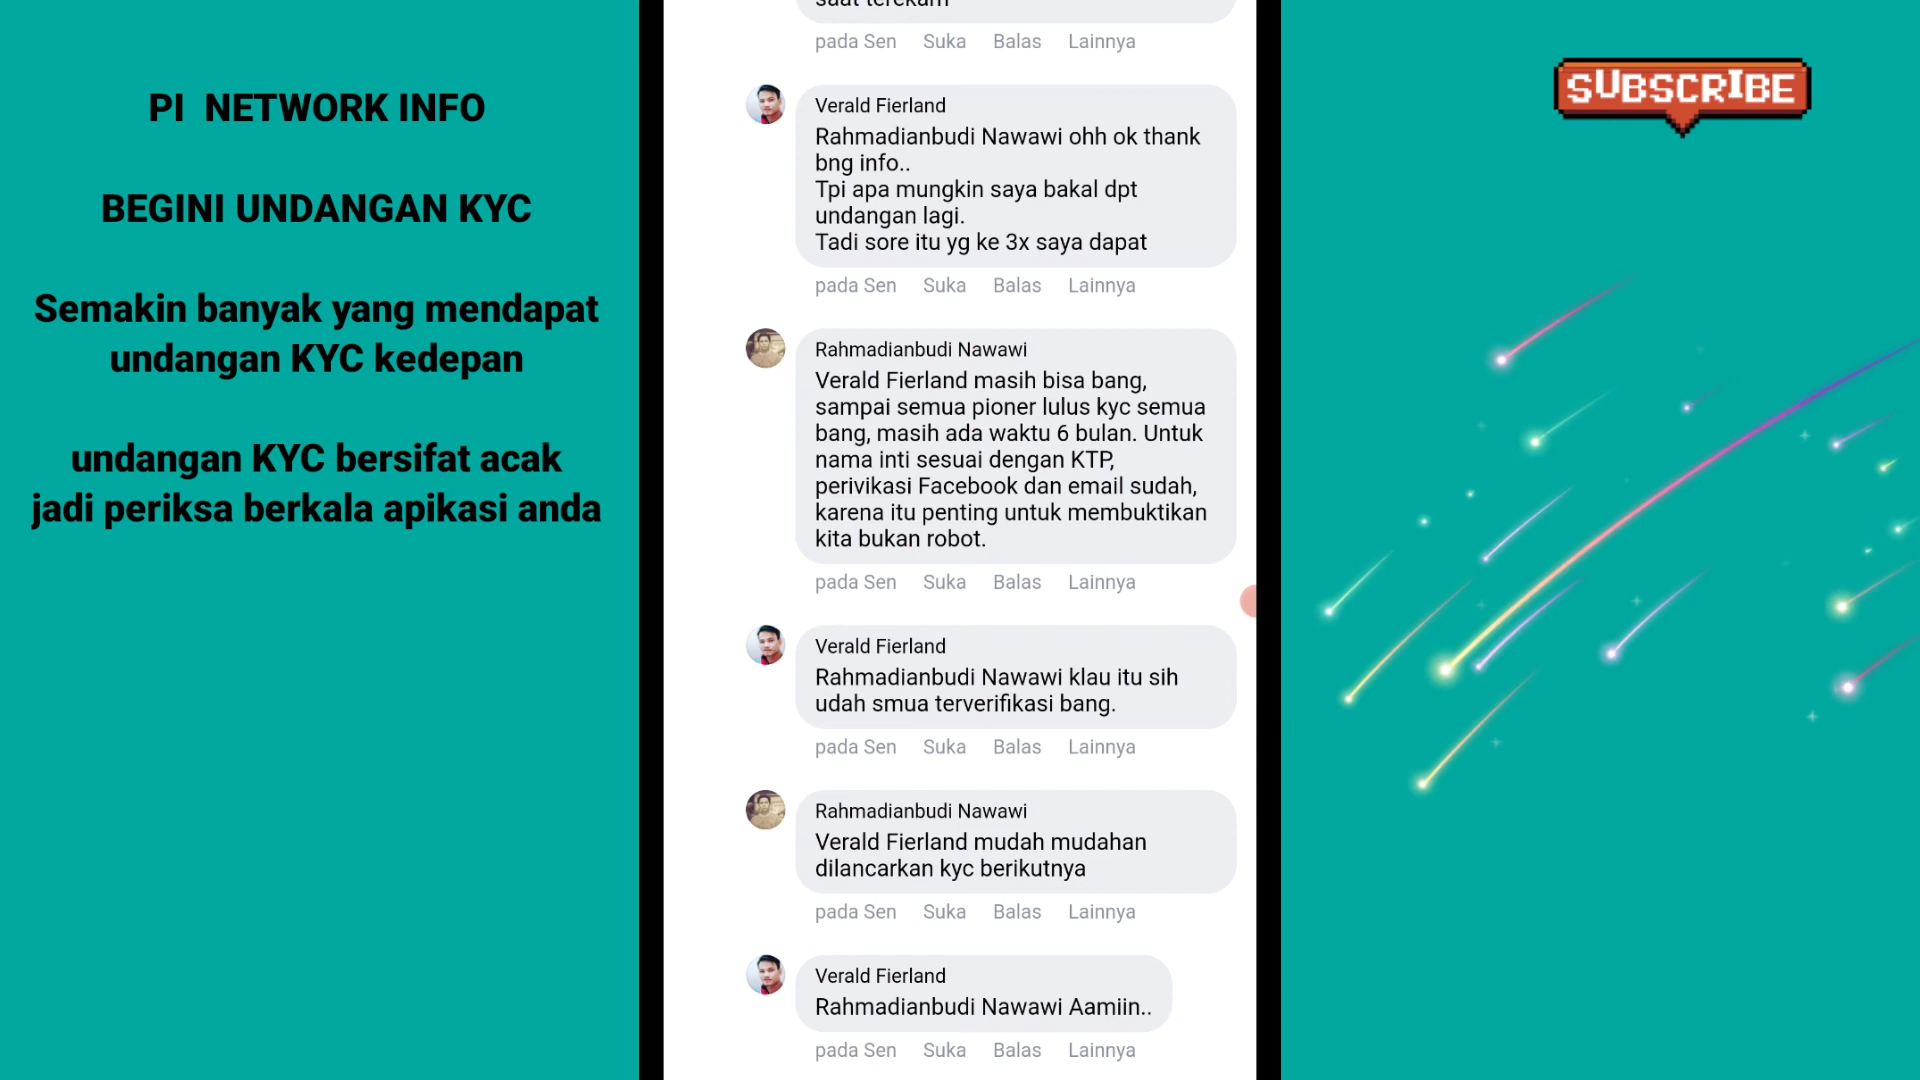 PI NETWORK INFO
BEGINI UNDANGAN KYC
Semakin banyak yang mendapat
undangan KYC kedepan
undangan KYC bersifat acak
jadi periksa berkala apikasi anda
saat terekam
pada Sen Suka Balas Lainnya
Verald Fierland
Rahmadianbudi Nawawi ohh ok thank
bng info..
Tpi apa mungkin saya bakal dpt
undangan lagi.
Tadi sore itu yg ke 3x saya dapat
pada Sen Suka Balas Lainnya
Rahmadianbudi Nawawi
Verald Fierland masih bisa bang,
sampai semua pioner lulus kyc semua
bang, masih ada waktu 6 bulan. Untuk
nama inti sesuai dengan KTP,
perivikasi Facebook dan email sudah,
karena itu penting untuk membuktikan
kita bukan robot.
pada Sen Suka Balas Lainnya
Verald Fierland
Rahmadianbudi Nawawi klau itu sih
udah smua terverifikasi bang.
pada Sen Suka Balas Lainnya
Rahmadianbudi Nawawi
Verald Fierland mudah mudahan
dilancarkan kyc berikutnya
pada Sen Suka Balas Lainnya
Verald Fierland
Rahmadianbudi Nawawi Aamiin..
pada Sen Suka Balas Lainnya
SUBSCRIBE